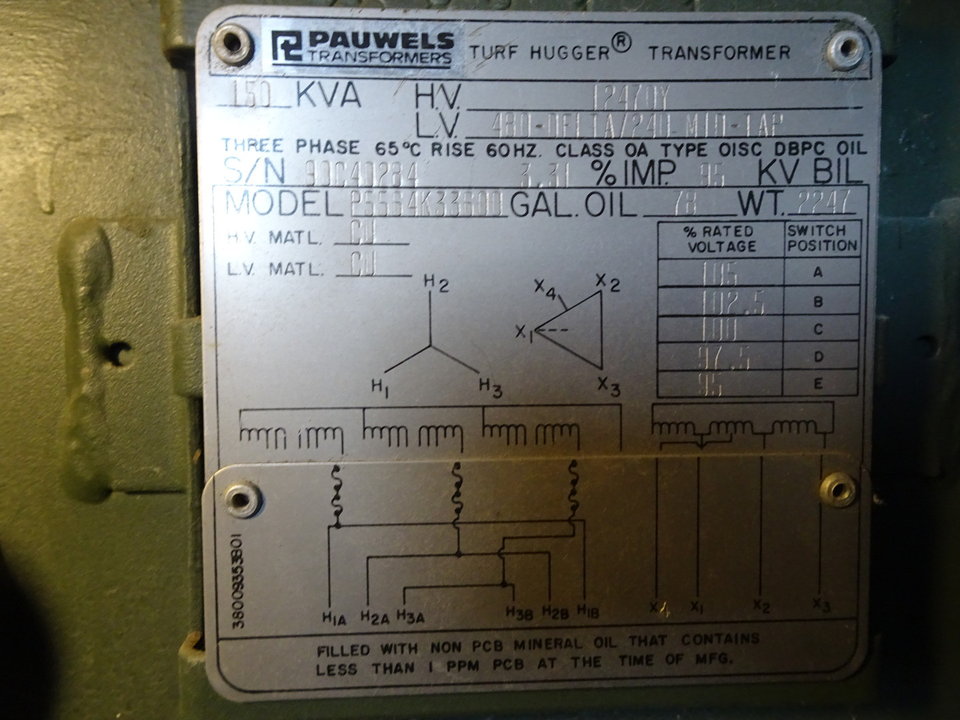 PAUWELS TRANSFORMERS TURF HUGGER® TRANSFORMER
150 KVA H.V. 12470Y
L.V. 480-DELTA/240 MID-TAP
THREE PHASE 65°C RISE 60HZ. CLASS OA TYPE OISC DBPC OIL
S/N 3.31 % IMP. 95 KV BIL
MODEL GAL. OIL 78 WT. 2247
H.V. MATL. CU
L.V. MATL. CU
% RATED VOLTAGE SWITCH POSITION
105 A
102.5 B
100 C
97.5 D
95 E
H2
H1 H3
X4 X2
X1
X3
38009353B01
H1A H2A H3A H3B H2B H1B X4 X1 X2 X3
FILLED WITH NON PCB MINERAL OIL THAT CONTAINS
LESS THAN 1 PPM PCB AT THE TIME OF MFG.